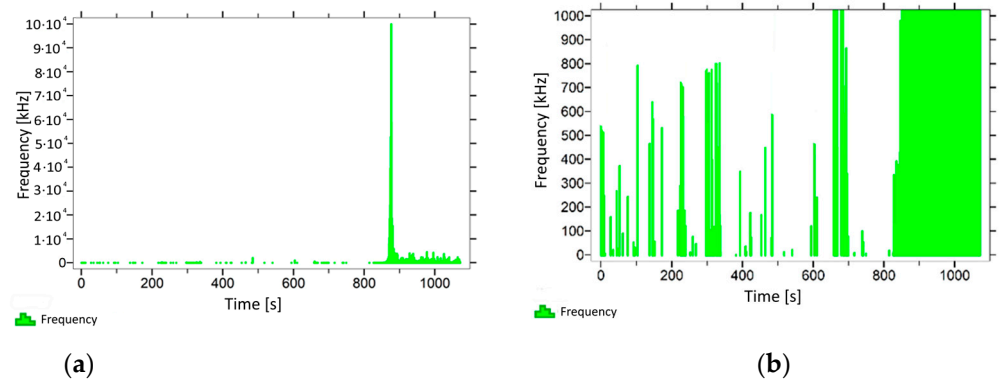 10·10⁴
9·10⁴
8·10⁴
7·10⁴
6·10⁴
5·10⁴
4·10⁴
3·10⁴
2·10⁴
1·10⁴
0
Frequency [kHz]
0 200 400 600 800 1000
Time [s]
Frequency
(a)
1000
900
800
700
600
500
400
300
200
100
0
Frequency [kHz]
0 200 400 600 800 1000
Time [s]
Frequency
(b)